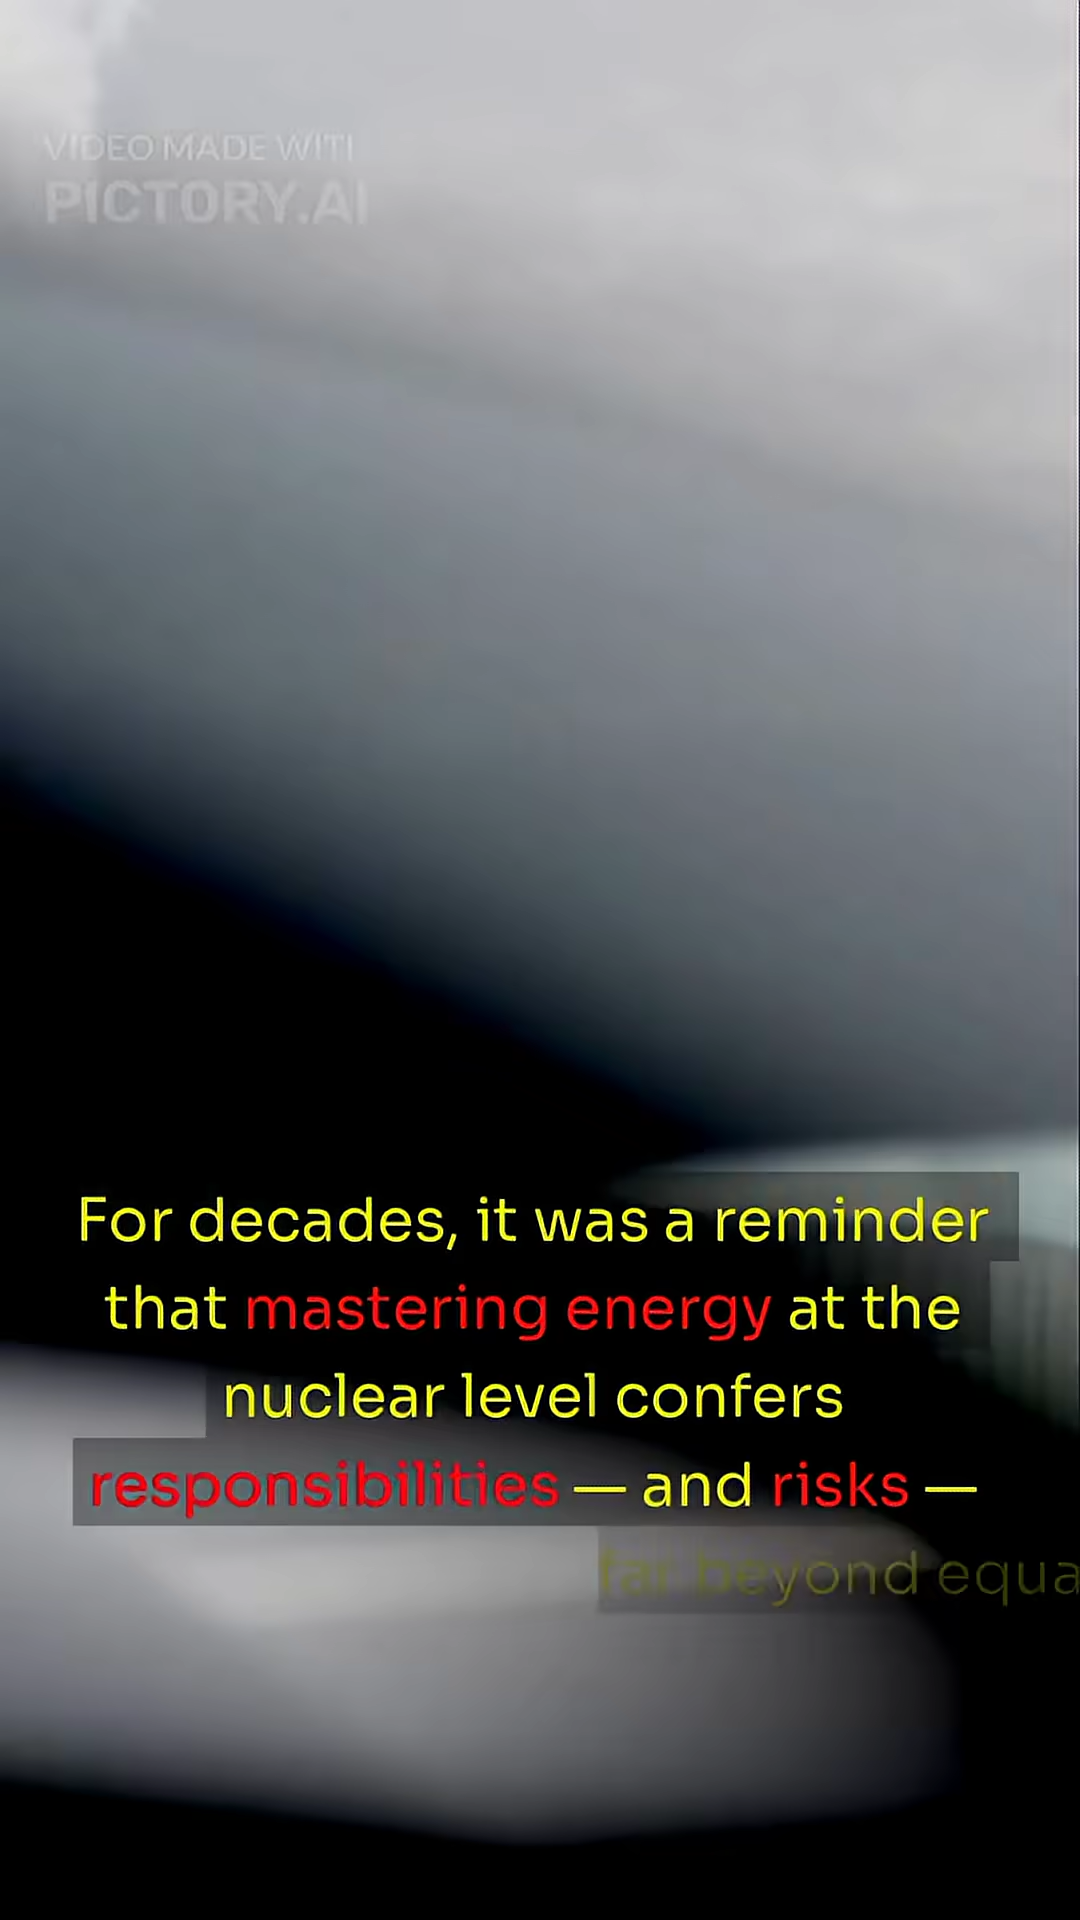 VIDEO MADE WITH
PICTORY.AI
For decades, it was a reminder
that mastering energy at the
nuclear level confers
responsibilities — and risks —
far beyond equa